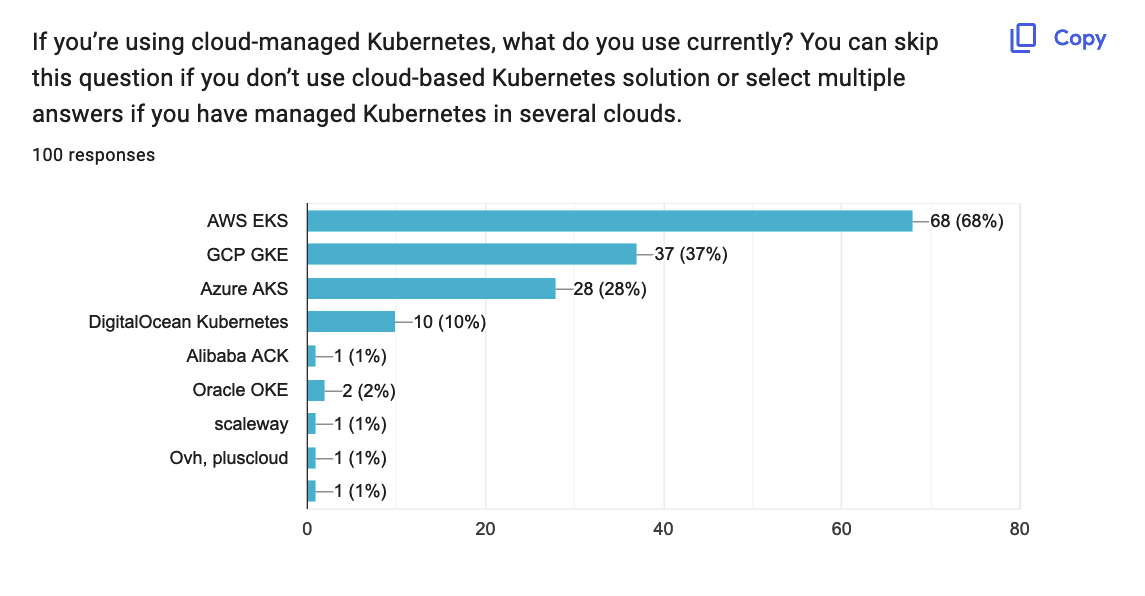 If you’re using cloud-managed Kubernetes, what do you use currently? You can skip
this question if you don’t use cloud-based Kubernetes solution or select multiple
answers if you have managed Kubernetes in several clouds.
Copy
100 responses
AWS EKS 68 (68%)
GCP GKE 37 (37%)
Azure AKS 28 (28%)
DigitalOcean Kubernetes 10 (10%)
Alibaba ACK 1 (1%)
Oracle OKE 2 (2%)
scaleway 1 (1%)
Ovh, pluscloud 1 (1%)
1 (1%)
0 20 40 60 80